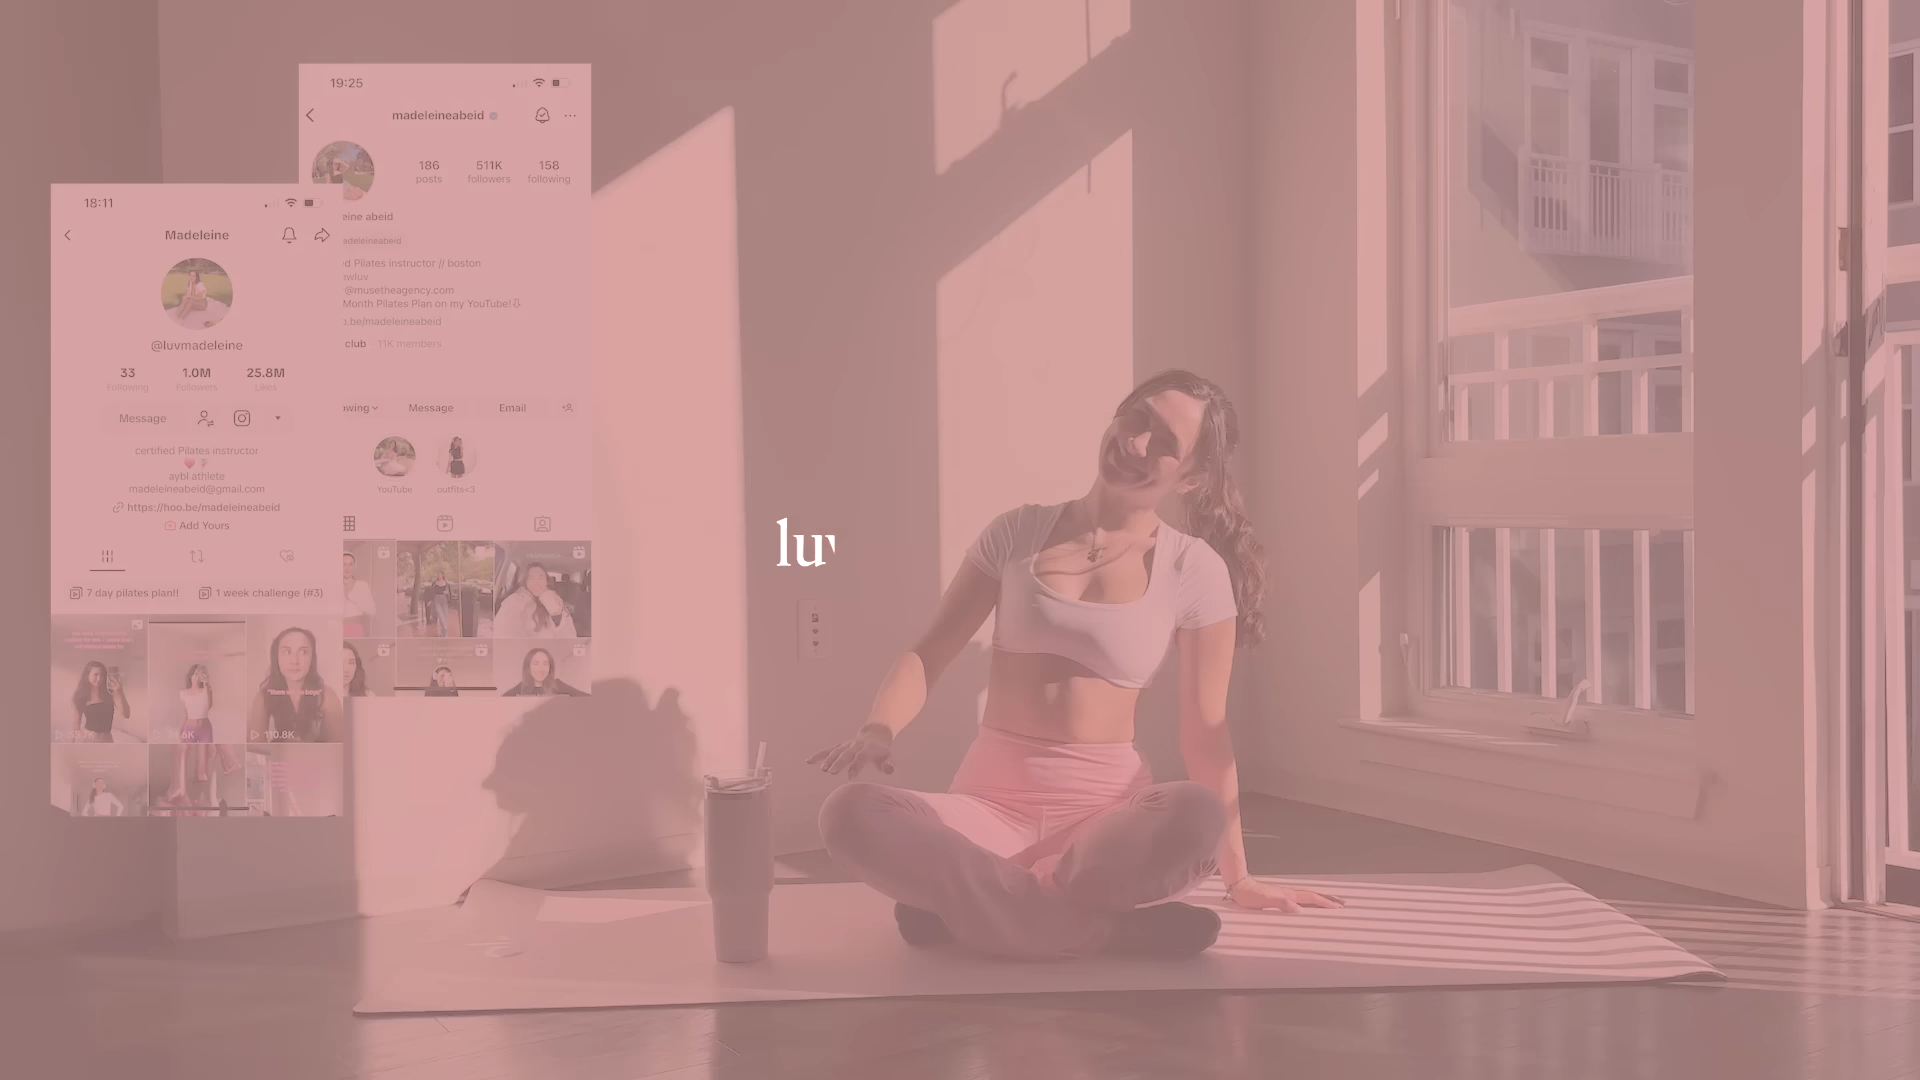 18:11
Madeleine
@luvmadeleine
33
1.0M
25.8M
Following
Followers
Likes
Message
certified Pilates instructor
aybl athlete
madeleineabeid@gmail.com
https://hoo.be/madeleineabeid
Add Yours
7 day pilates plan!!
1 week challenge (#3)
110.8K
19:25
madeleineabeid
186
511K
158
posts
followers
following
eine abeid
adeleineabeid
d Pilates instructor // boston
ewluv
@musetheagency.com
Month Pilates Plan on my YouTube!
o.be/madeleineabeid
club
11K members
owing
Message
Email
YouTube
outfits<3
luv